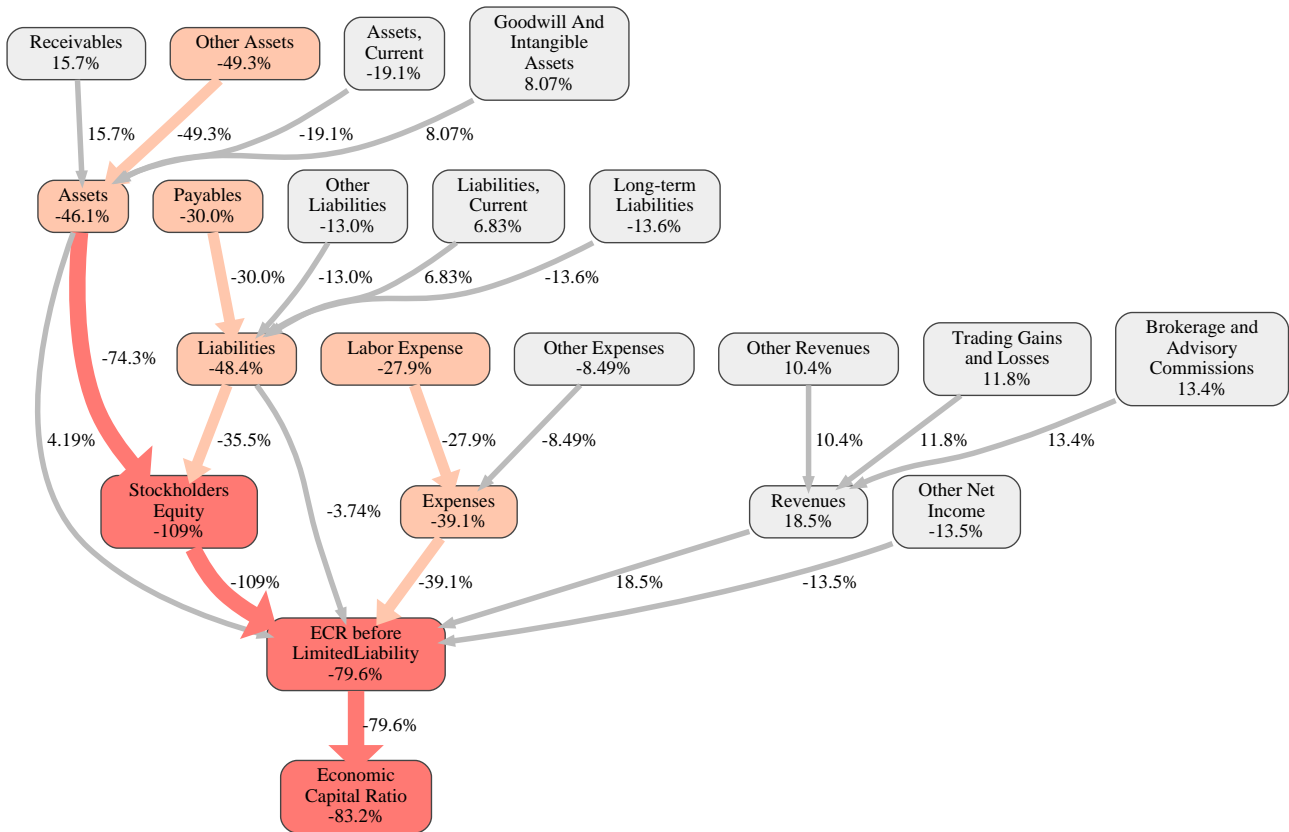 Receivables
15.7%
Other Assets
-49.3%
Assets,
Current
-19.1%
Goodwill And
Intangible
Assets
8.07%
15.7%
-49.3%
-19.1%
8.07%
Assets
-46.1%
Payables
-30.0%
Other
Liabilities
-13.0%
Liabilities,
Current
6.83%
Long-term
Liabilities
-13.6%
-30.0%
-13.0%
6.83%
-13.6%
-74.3%
Liabilities
-48.4%
Labor Expense
-27.9%
Other Expenses
-8.49%
Other Revenues
10.4%
Trading Gains
and Losses
11.8%
Brokerage and
Advisory
Commissions
13.4%
4.19%
-35.5%
-27.9%
-8.49%
10.4%
11.8%
13.4%
Stockholders
Equity
-109%
-3.74%
Expenses
-39.1%
Revenues
18.5%
Other Net
Income
-13.5%
-109%
-39.1%
18.5%
-13.5%
ECR before
LimitedLiability
-79.6%
-79.6%
Economic
Capital Ratio
-83.2%